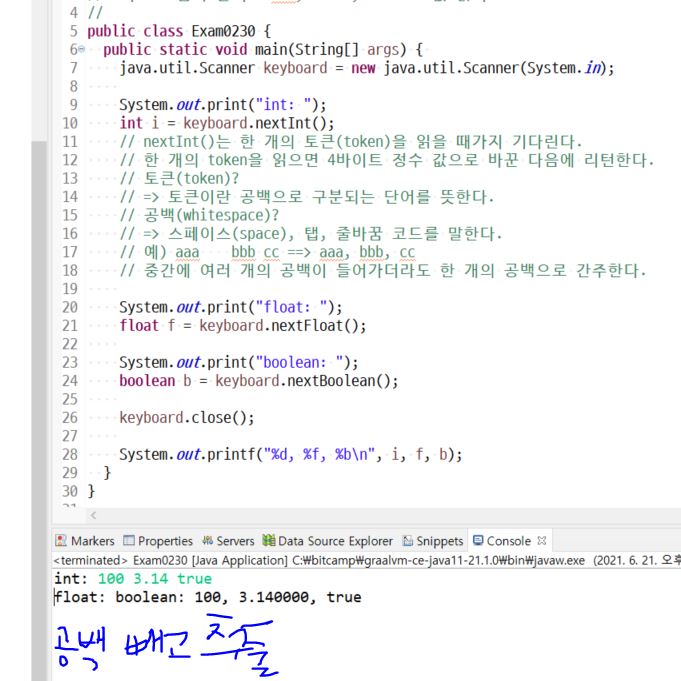 4 //
5 public class Exam0230 {
6 public static void main(String[] args) {
7 java.util.Scanner keyboard = new java.util.Scanner(System.in);
8
9 System.out.print("int: ");
10 int i = keyboard.nextInt();
11 // nextInt()는 한 개의 토큰(token)을 읽을 때가지 기다린다.
12 // 한 개의 token을 읽으면 4바이트 정수 값으로 바꾼 다음에 리턴한다.
13 // 토큰(token)?
14 // => 토큰이란 공백으로 구분되는 단어를 뜻한다.
15 // 공백(whitespace)?
16 // => 스페이스(space), 탭, 줄바꿈 코드를 말한다.
17 // 예) aaa    bbb cc ==> aaa, bbb, cc
18 // 중간에 여러 개의 공백이 들어가더라도 한 개의 공백으로 간주한다.
19
20 System.out.print("float: ");
21 float f = keyboard.nextFloat();
22
23 System.out.print("boolean: ");
24 boolean b = keyboard.nextBoolean();
25
26 keyboard.close();
27
28 System.out.printf("%d, %f, %b\n", i, f, b);
29 }
30 }
Markers Properties Servers Data Source Explorer Snippets Console
<terminated> Exam0230 [Java Application] C:₩bitcamp₩graalvm-ce-java11-21.1.0₩bin₩javaw.exe (2021. 6. 21. 오후
int: 100 3.14 true
float: boolean: 100, 3.140000, true
공백 빼고 추출